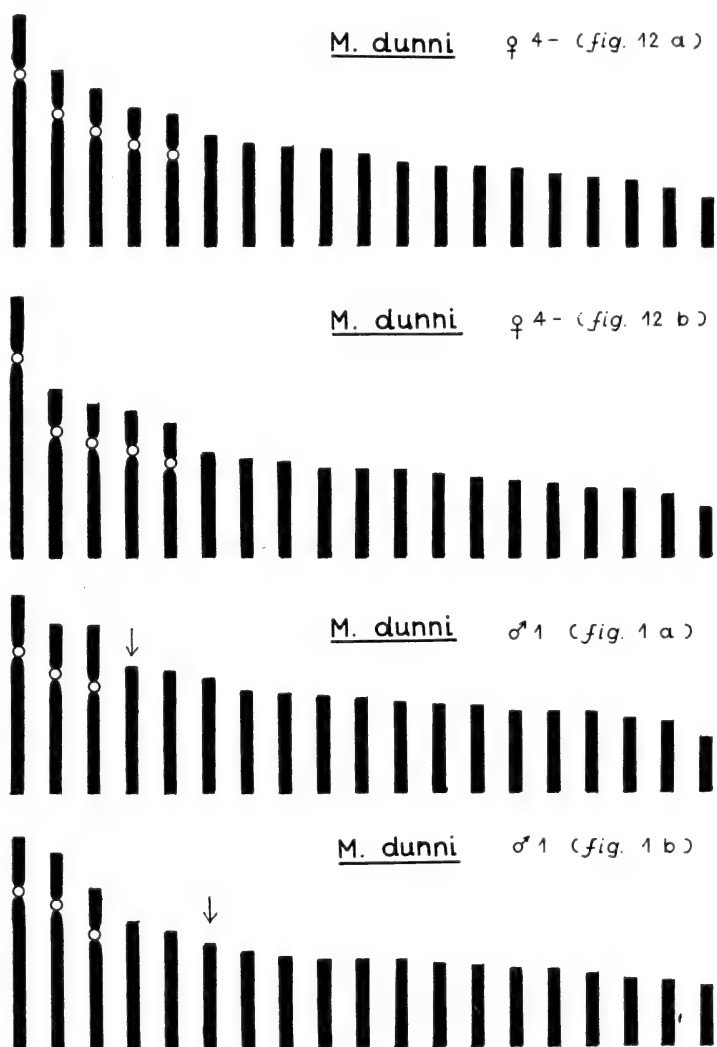 M. dunni ♀ 4- (fig. 12 a)
M. dunni ♀ 4- (fig. 12 b)
M. dunni ♂ 1 (fig. 1 a)
M. dunni ♂ 1 (fig. 1 b)